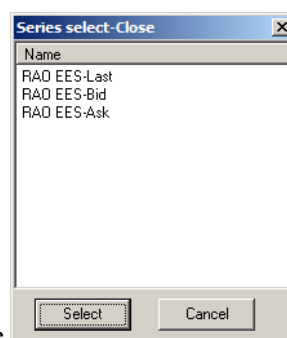 Series select-Close
Name
RAO EES-Last
RAO EES-Bid
RAO EES-Ask
Select Cancel